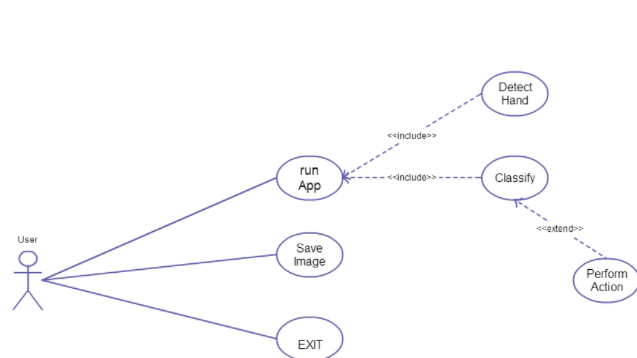 Detect
Hand
<<include>>
run
App
<<include>>
Classify
<<extend>>
User
Save
Image
Perform
Action
EXIT